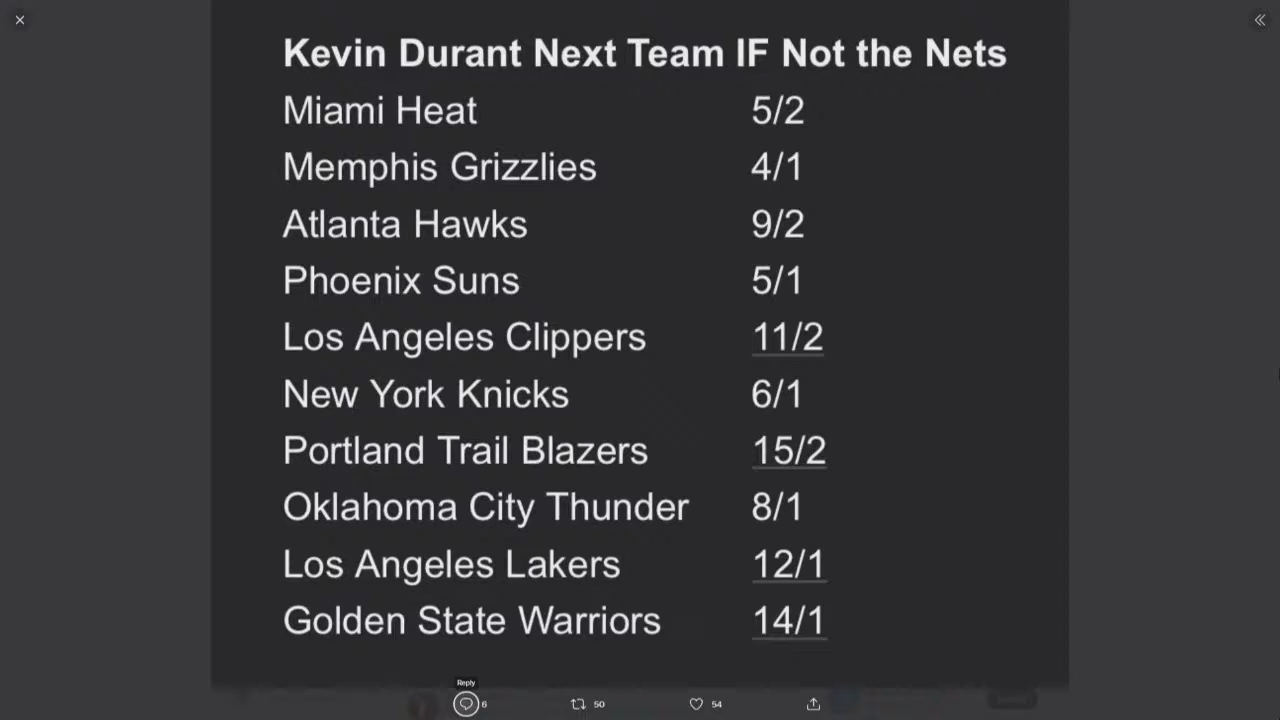 Kevin Durant Next Team IF Not the Nets
Miami Heat 5/2
Memphis Grizzlies 4/1
Atlanta Hawks 9/2
Phoenix Suns 5/1
Los Angeles Clippers 11/2
New York Knicks 6/1
Portland Trail Blazers 15/2
Oklahoma City Thunder 8/1
Los Angeles Lakers 12/1
Golden State Warriors 14/1
Reply
6 50 54